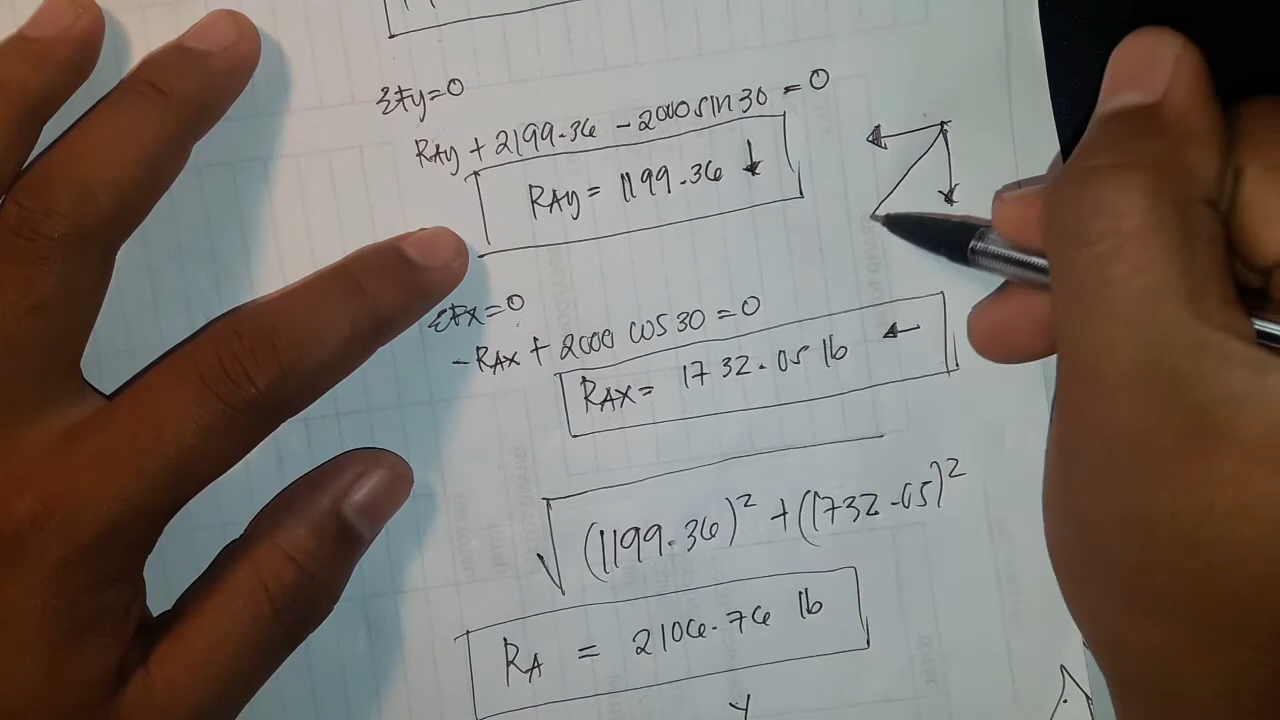 ΣFy=0
RAy + 2199.36 - 2000 sin 30 = 0
RAy = 1199.36 ↓
ΣFx=0
-RAx + 2000 cos 30 = 0
RAx = 1732.05 lb ←
√(1199.36)² + (1732.05)²
RA = 2106.76 lb
y